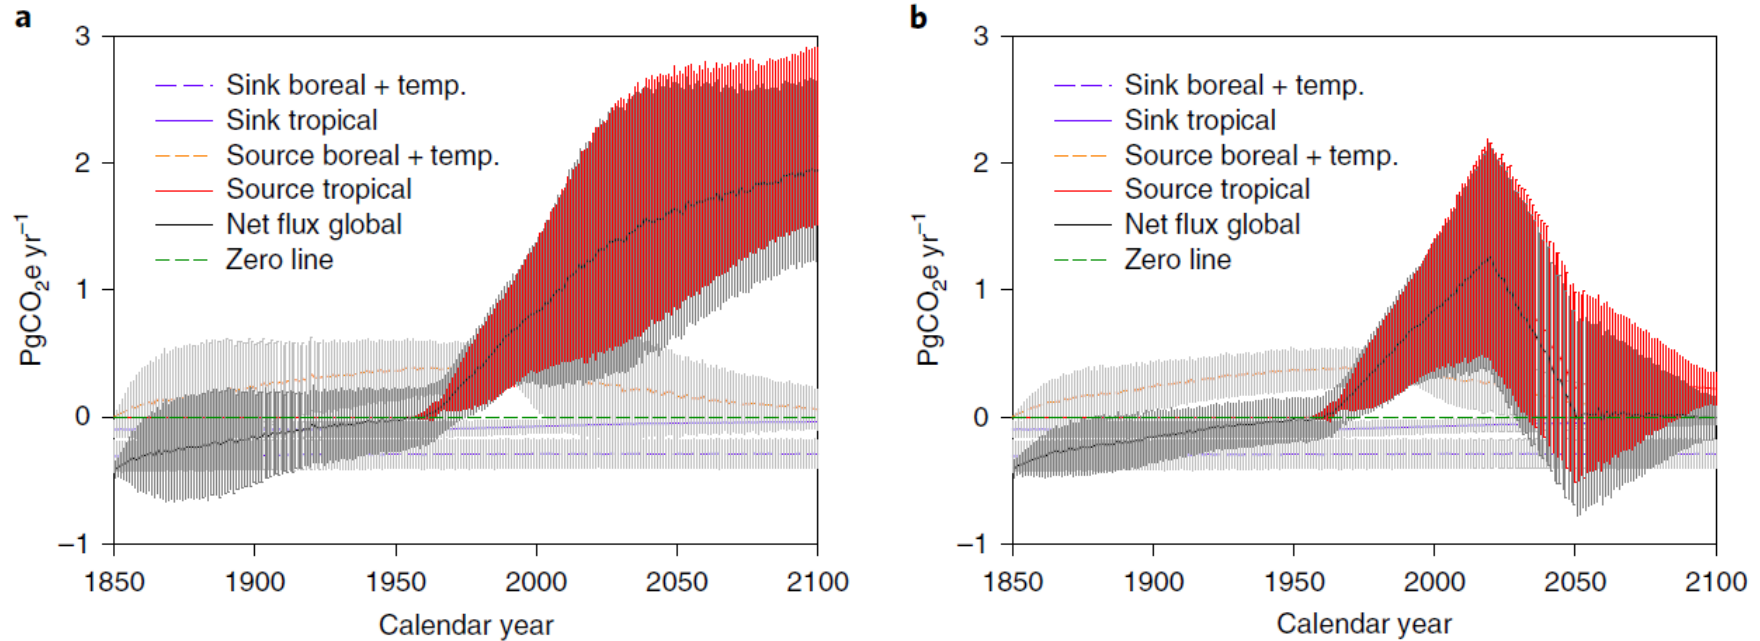 a
3
2
1
0
−1
PgCO₂e yr⁻¹
Sink boreal + temp.
Sink tropical
Source boreal + temp.
Source tropical
Net flux global
Zero line
1850 1900 1950 2000 2050 2100
Calendar year
b
3
2
1
0
−1
PgCO₂e yr⁻¹
Sink boreal + temp.
Sink tropical
Source boreal + temp.
Source tropical
Net flux global
Zero line
1850 1900 1950 2000 2050 2100
Calendar year